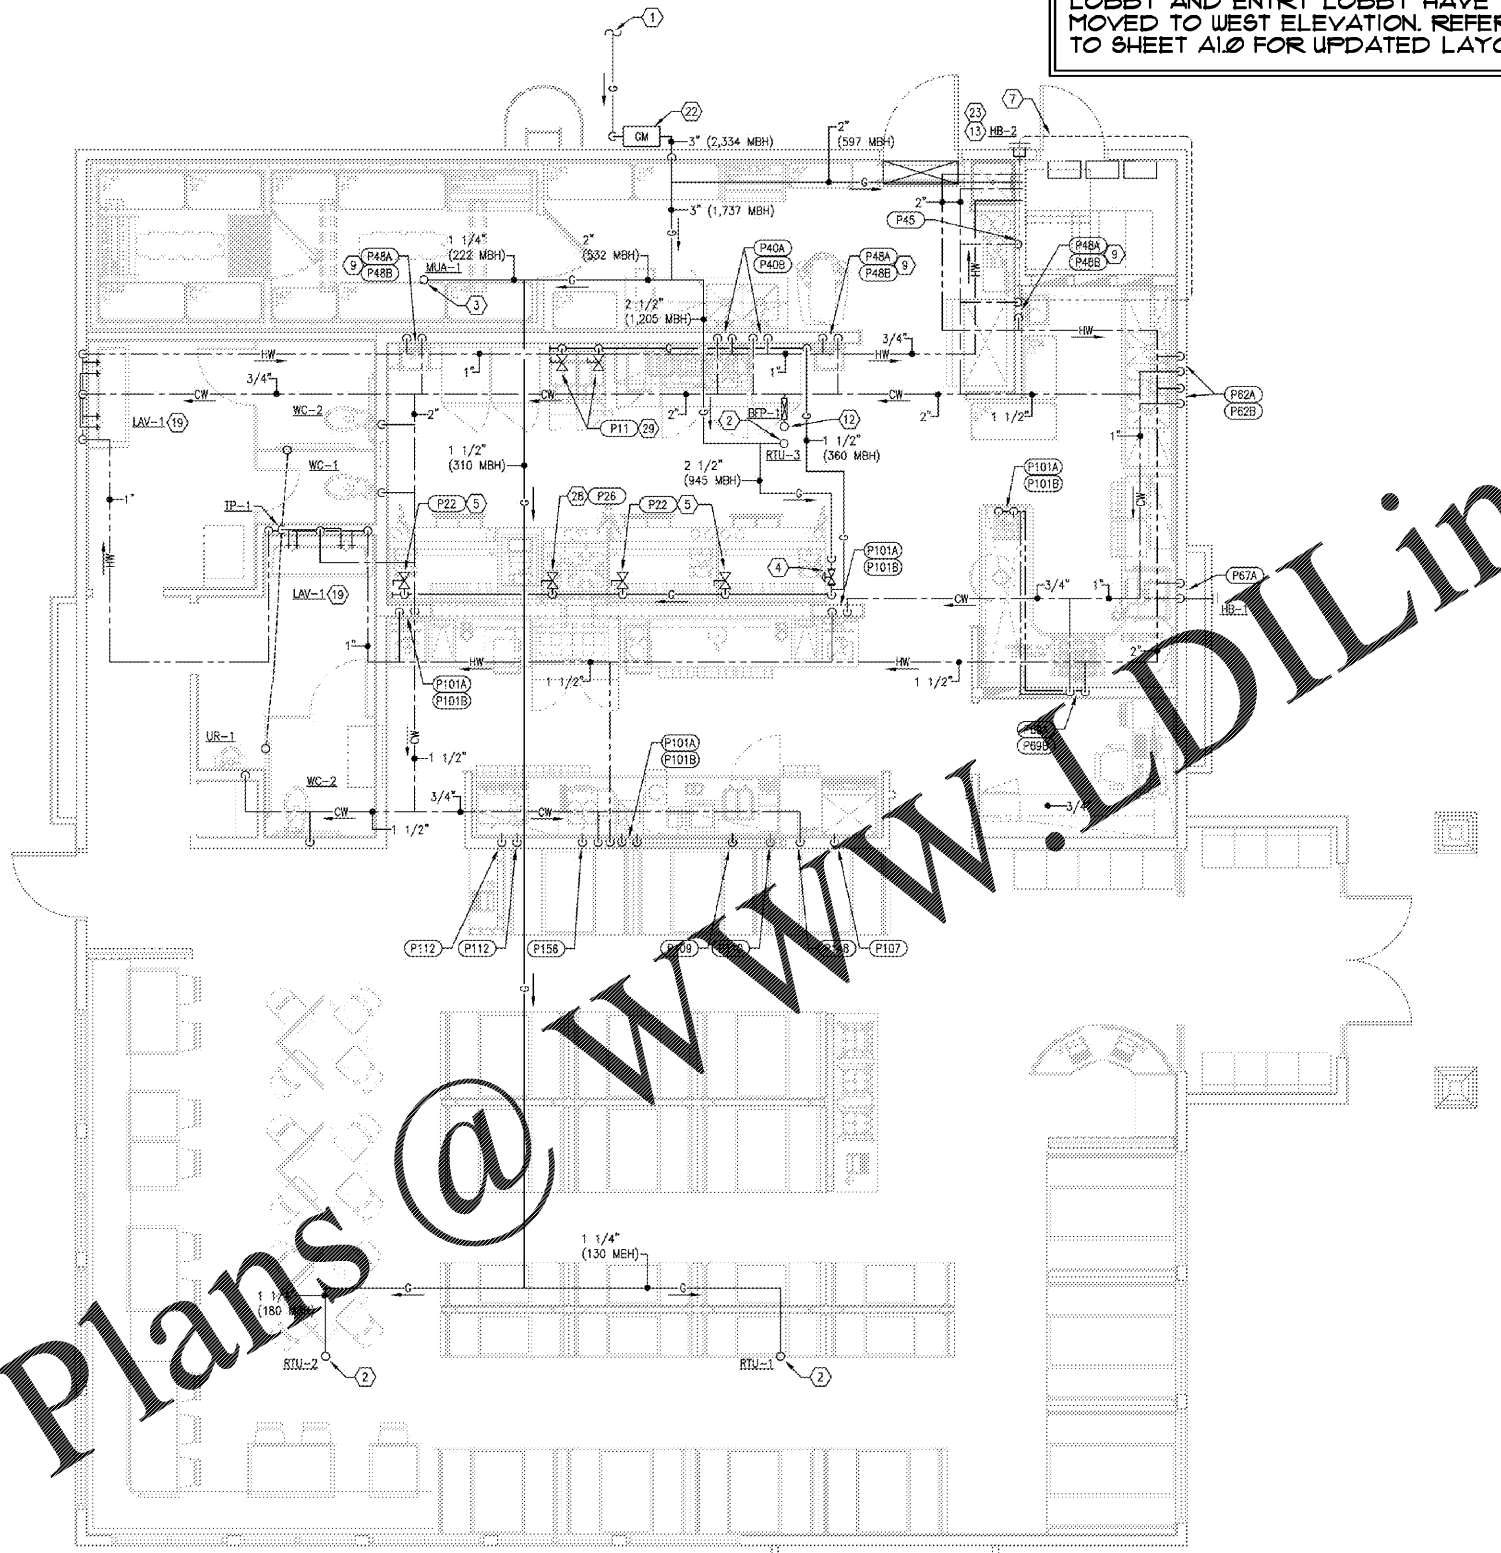 LOBBY AND ENTRY LOBBY HAVE
MOVED TO WEST ELEVATION. REFER
TO SHEET A1.0 FOR UPDATED LAYO
1
22
GM
G
3" (2,334 MBH)
2"
(597 MBH)
23
13
HB-2
7
3" (1,737 MBH)
G
G
2"
P45
1 1/4"
(222 MBH)
2"
(532 MBH)
P48A
P48B
9
MUA-1
3
G
P40A
P40B
P48A
P48B
9
P48A
P48B
9
HW
2 1/2"
(1,205 MBH)
HW
3/4"
1"
G
1"
3/4"
HW
HW
CW
CW
2"
CW
2"
1 1/2"
P62A
P62B
LAV-1
19
WC-2
2"
P11
29
2
BFP-1
12
RTU-3
1 1/2"
(360 MBH)
1"
WC-1
1 1/2"
(310 MBH)
2 1/2"
(945 MBH)
G
P101A
P101B
CW
1"
TP-1
P22
5
28
P26
P22
5
G
4
P101A
P101B
HW
LAV-1
19
G
CW
3/4"
1"
P67A
HB-1
1"
HW
1 1/2"
HW
1 1/2"
2"
P101A
P101B
P69B
UR-1
CW
1 1/2"
P101A
P101B
WC-2
CW
1 1/2"
3/4"
CW
3/4"
P112
P112
P156
P107
G
1 1/4"
(130 MBH)
G
G
RTU-2
2
RTU-1
2
Plans @ www.LDILin